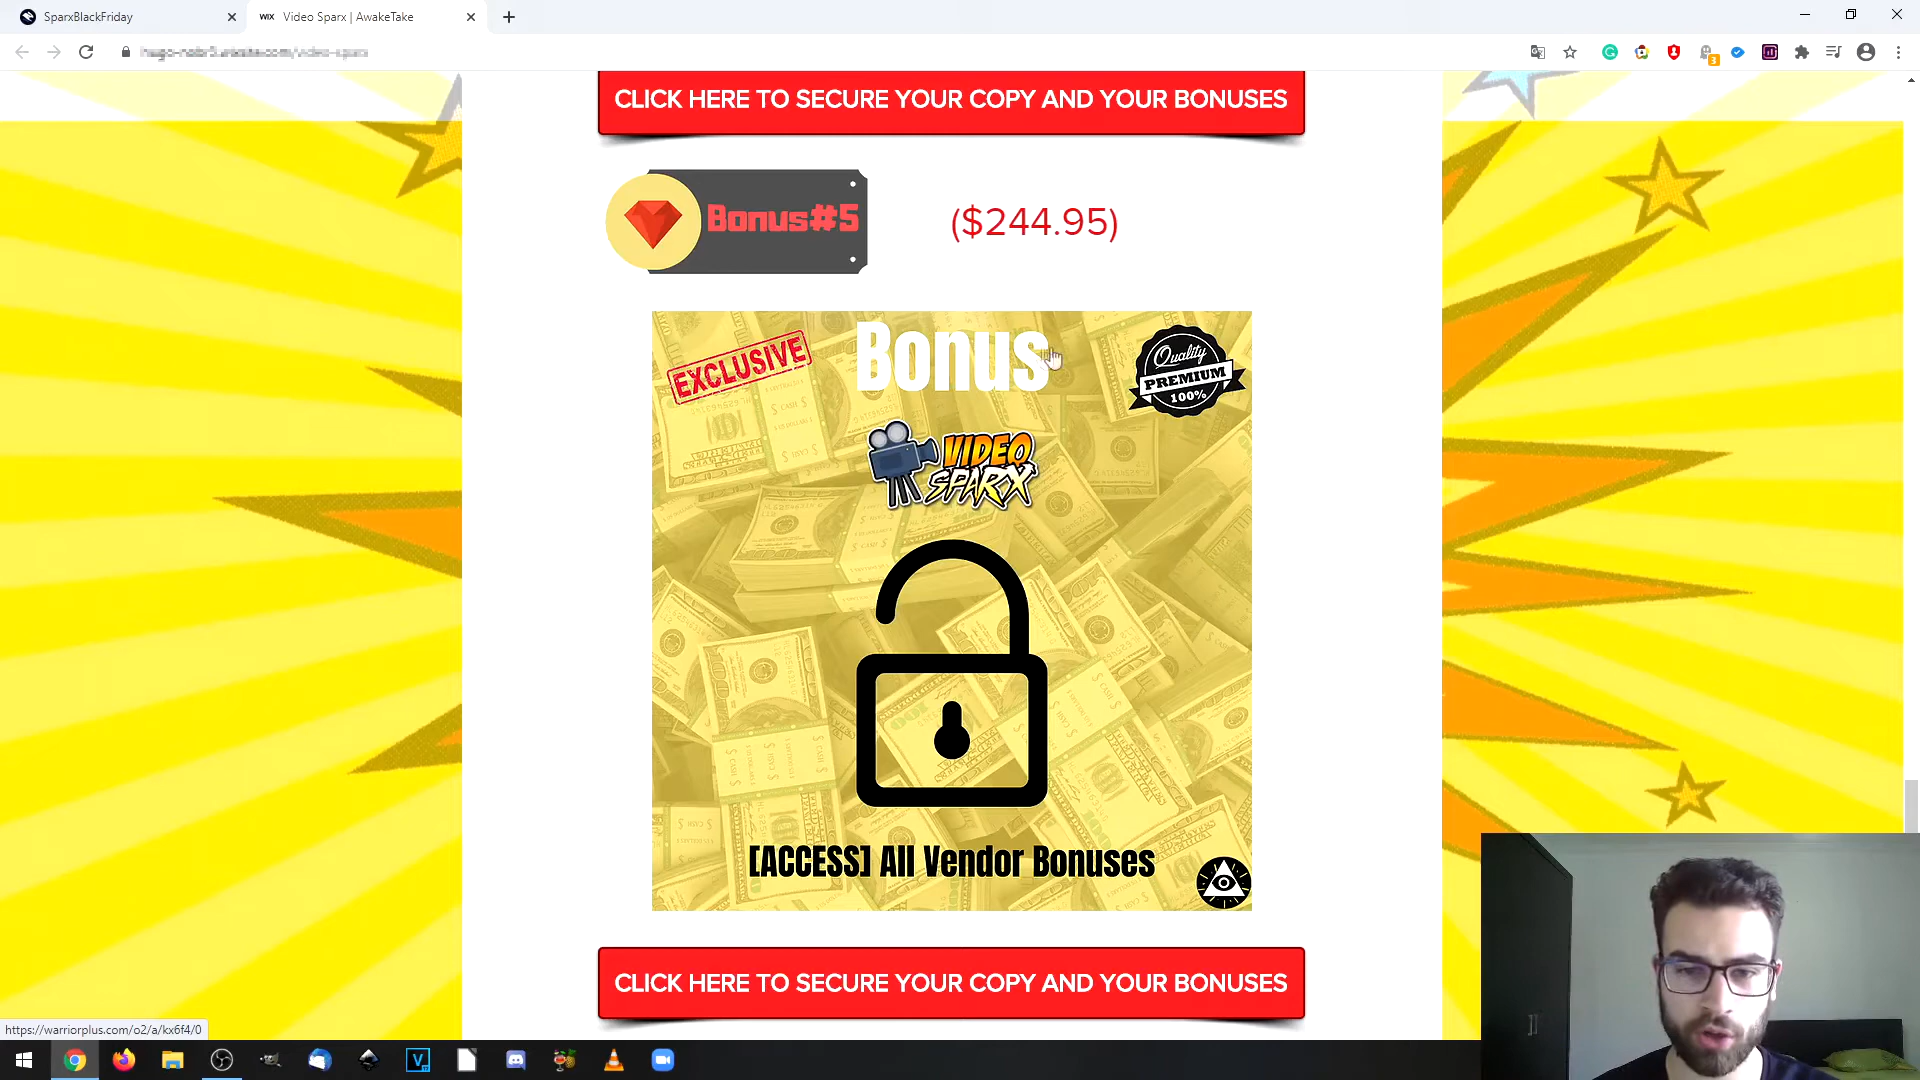 SparxBlackFriday
WIX Video Sparx | AwakeTake
3
CLICK HERE TO SECURE YOUR COPY AND YOUR BONUSES
Bonus#5
($244.95)
EXCLUSIVE
Bonus
Quality
PREMIUM
100%
VIDEO
SPARX
[ACCESS] All Vendor Bonuses
CLICK HERE TO SECURE YOUR COPY AND YOUR BONUSES
https://warriorplus.com/o2/a/kx6f4/0